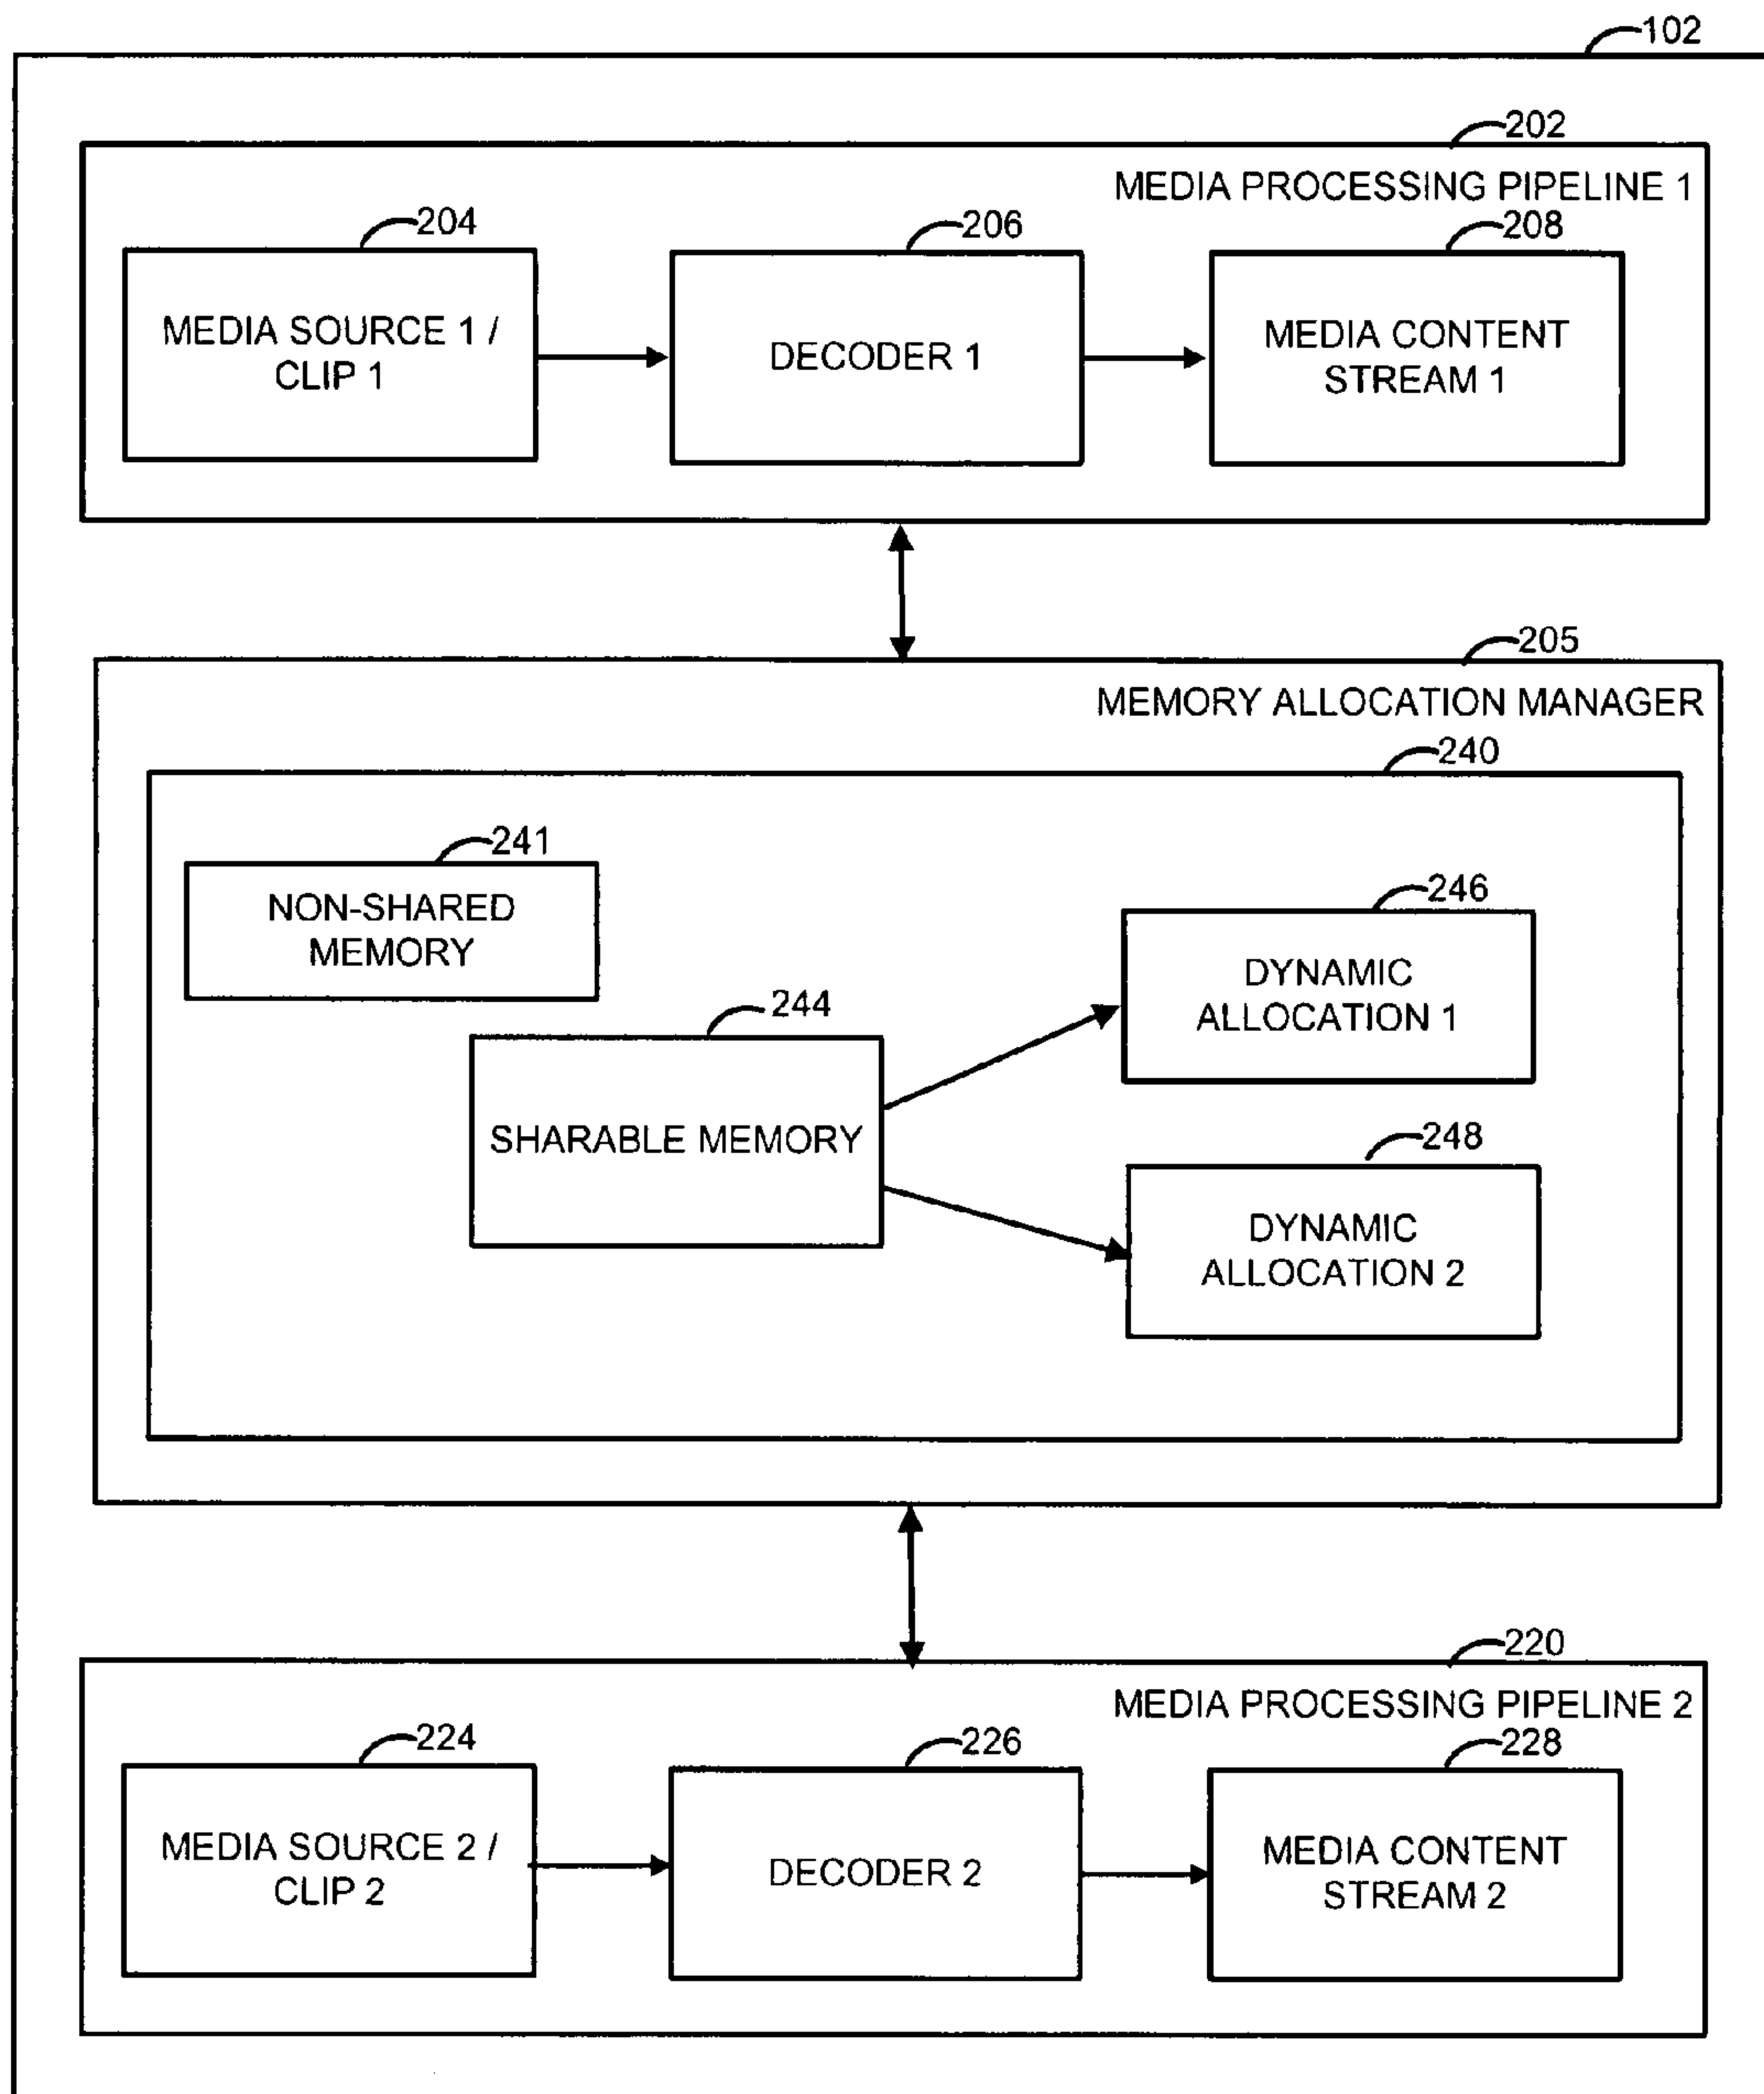 102
202
MEDIA PROCESSING PIPELINE 1
204
206
208
MEDIA SOURCE 1 /
CLIP 1
DECODER 1
MEDIA CONTENT
STREAM 1
205
MEMORY ALLOCATION MANAGER
240
241
NON-SHARED
MEMORY
246
DYNAMIC
ALLOCATION 1
244
SHARABLE MEMORY
248
DYNAMIC
ALLOCATION 2
220
MEDIA PROCESSING PIPELINE 2
224
226
228
MEDIA SOURCE 2 /
CLIP 2
DECODER 2
MEDIA CONTENT
STREAM 2